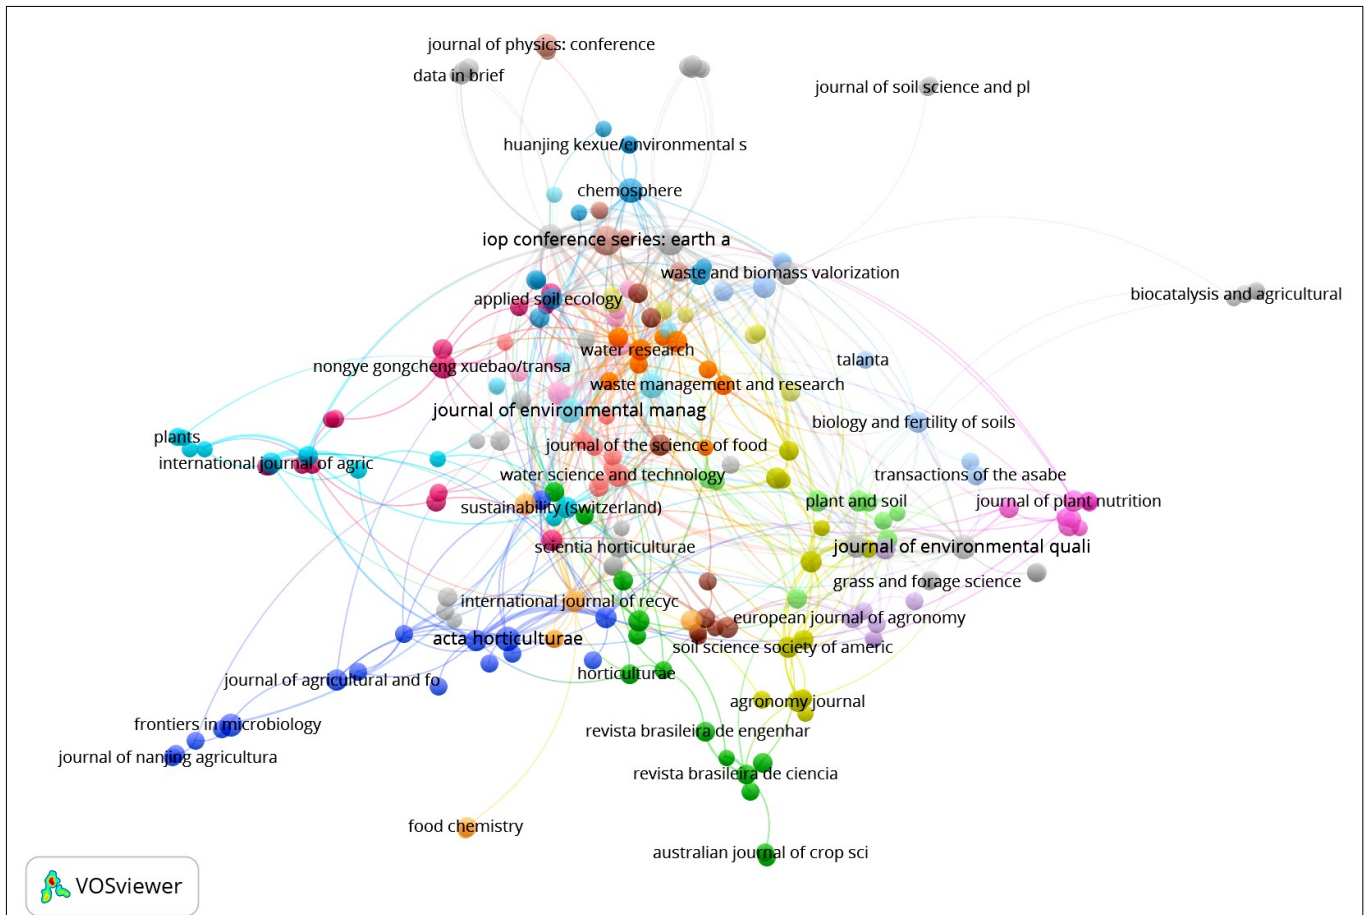 journal of physics: conference
data in brief
journal of soil science and pl
huanjing kexue/environmental s
chemosphere
iop conference series: earth a
waste and biomass valorization
biocatalysis and agricultural
applied soil ecology
water research
talanta
nongye gongcheng xuebao/transa
waste management and research
journal of environmental manag
biology and fertility of soils
plants
journal of the science of food
international journal of agric
water science and technology
transactions of the asabe
plant and soil
journal of plant nutrition
sustainability (switzerland)
scientia horticulturae
journal of environmental quali
grass and forage science
international journal of recyc
european journal of agronomy
acta horticulturae
soil science society of americ
horticulturae
journal of agricultural and fo
agronomy journal
frontiers in microbiology
revista brasileira de engenhar
journal of nanjing agricultura
revista brasileira de ciencia
food chemistry
australian journal of crop sci
VOSviewer